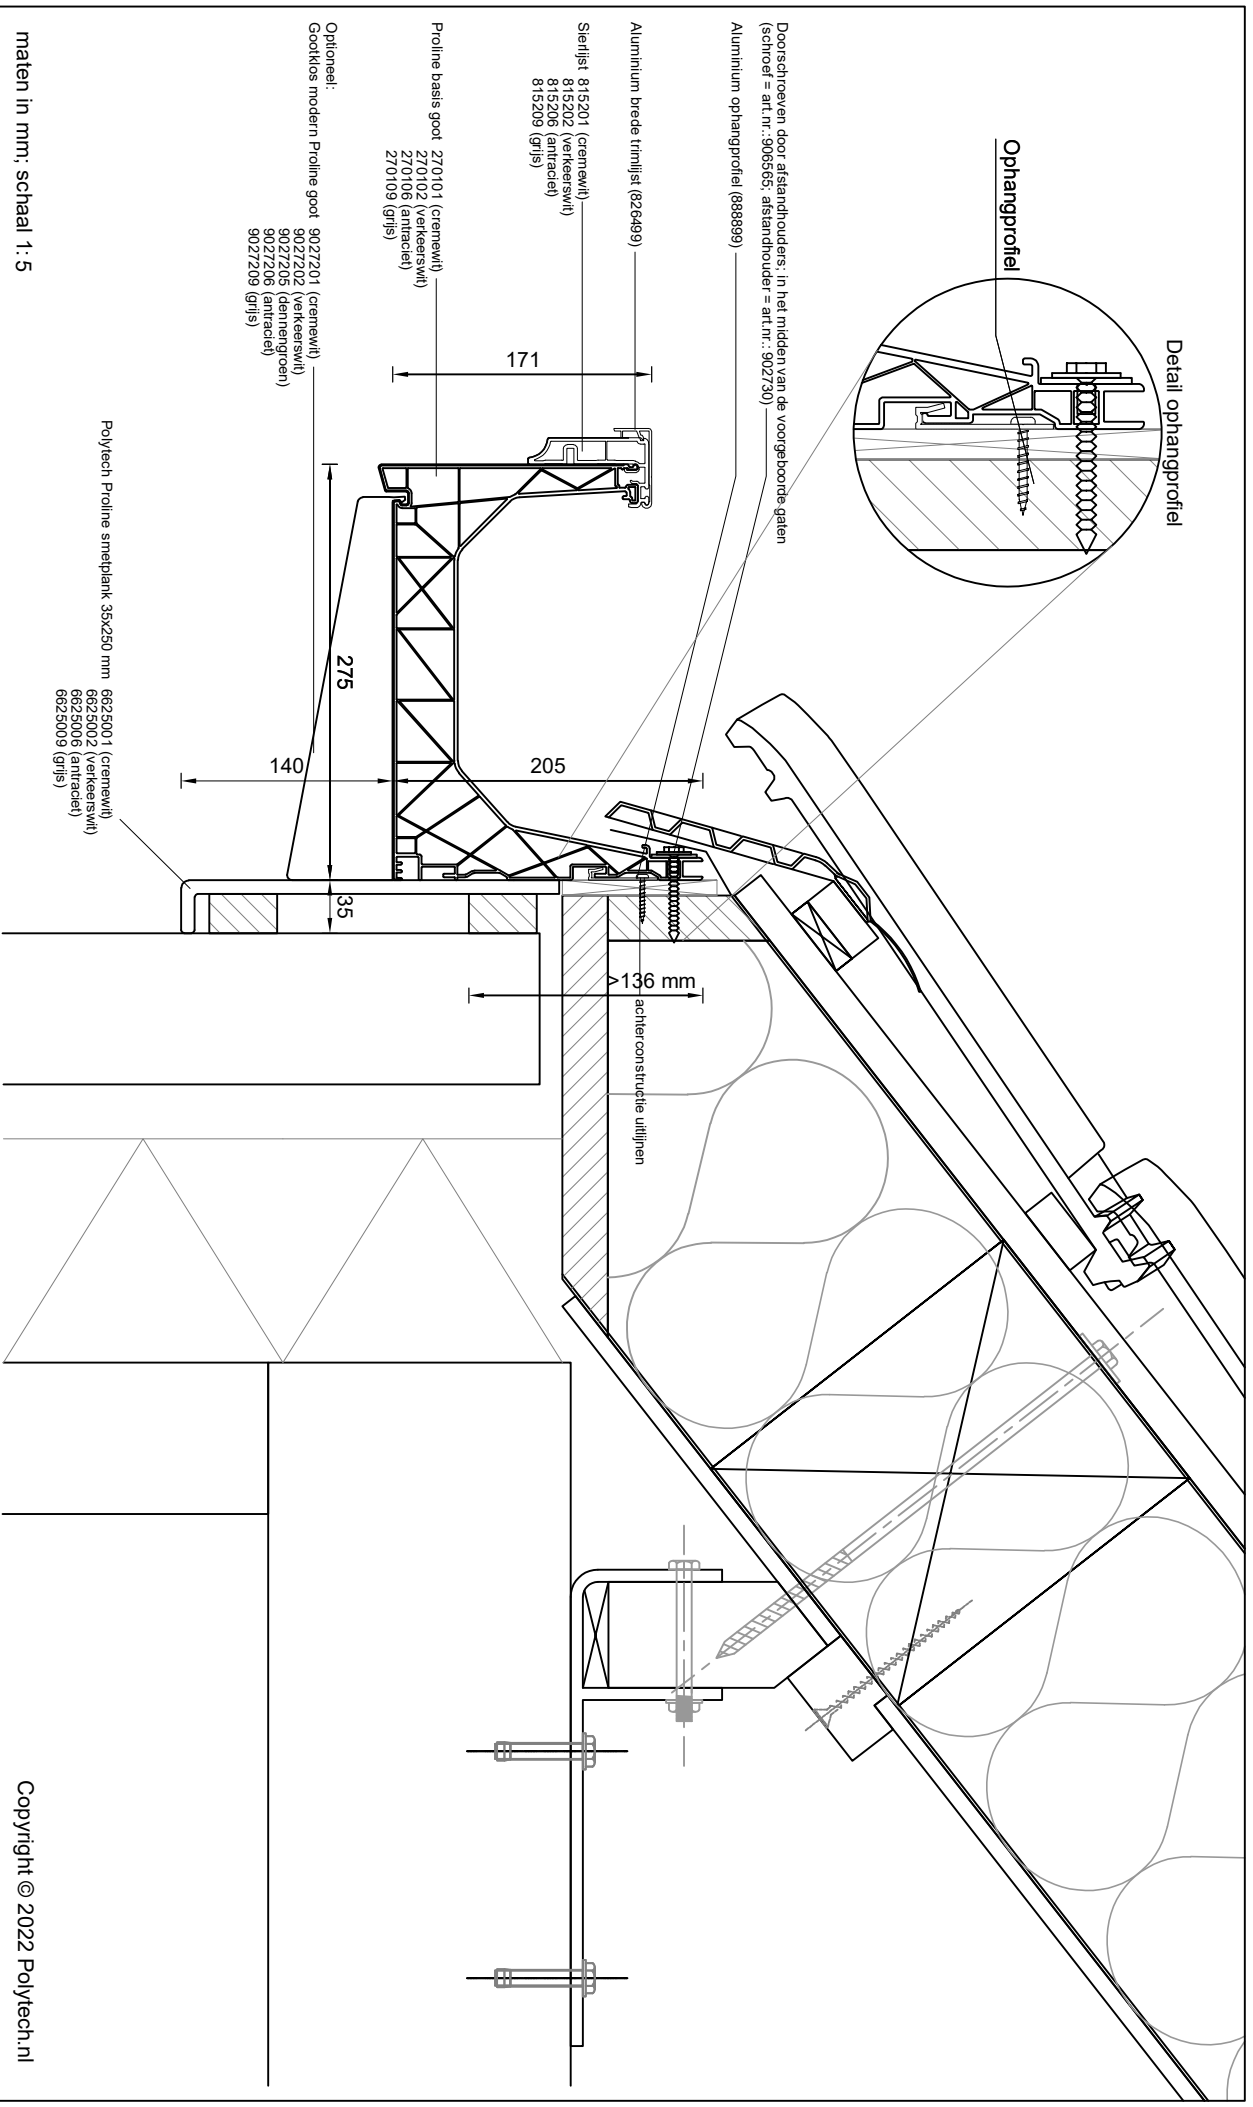 Detail ophangprofiel
Ophangprofiel
Doorschroeven door afstandhouders; in het midden van de voorgeboorde gaten
(schroef = art.nr.:906565; afstandhouder = art.nr.: 902730)
Aluminium ophangprofiel (888899)
Aluminium brede trimlijst (826499)
Sierlijst 815201 (cremewit)
815202 (verkeerswit)
815206 (antraciet)
815209 (grijs)
Proline basis goot 270101 (cremewit)
270102 (verkeerswit)
270106 (antraciet)
270109 (grijs)
Optioneel:
Gootklos modern Proline goot 9027201 (cremewit)
9027202 (verkeerswit)
9027205 (dennengroen)
9027206 (antraciet)
9027209 (grijs)
Polytech Proline smetplank 35x250 mm 6625001 (cremewit)
6625002 (verkeerswit)
6625006 (antraciet)
6625009 (grijs)
171
275
205
140
35
>136 mm
achterconstructie uitlijnen
maten in mm; schaal 1: 5
Copyright © 2022 Polytech.nl